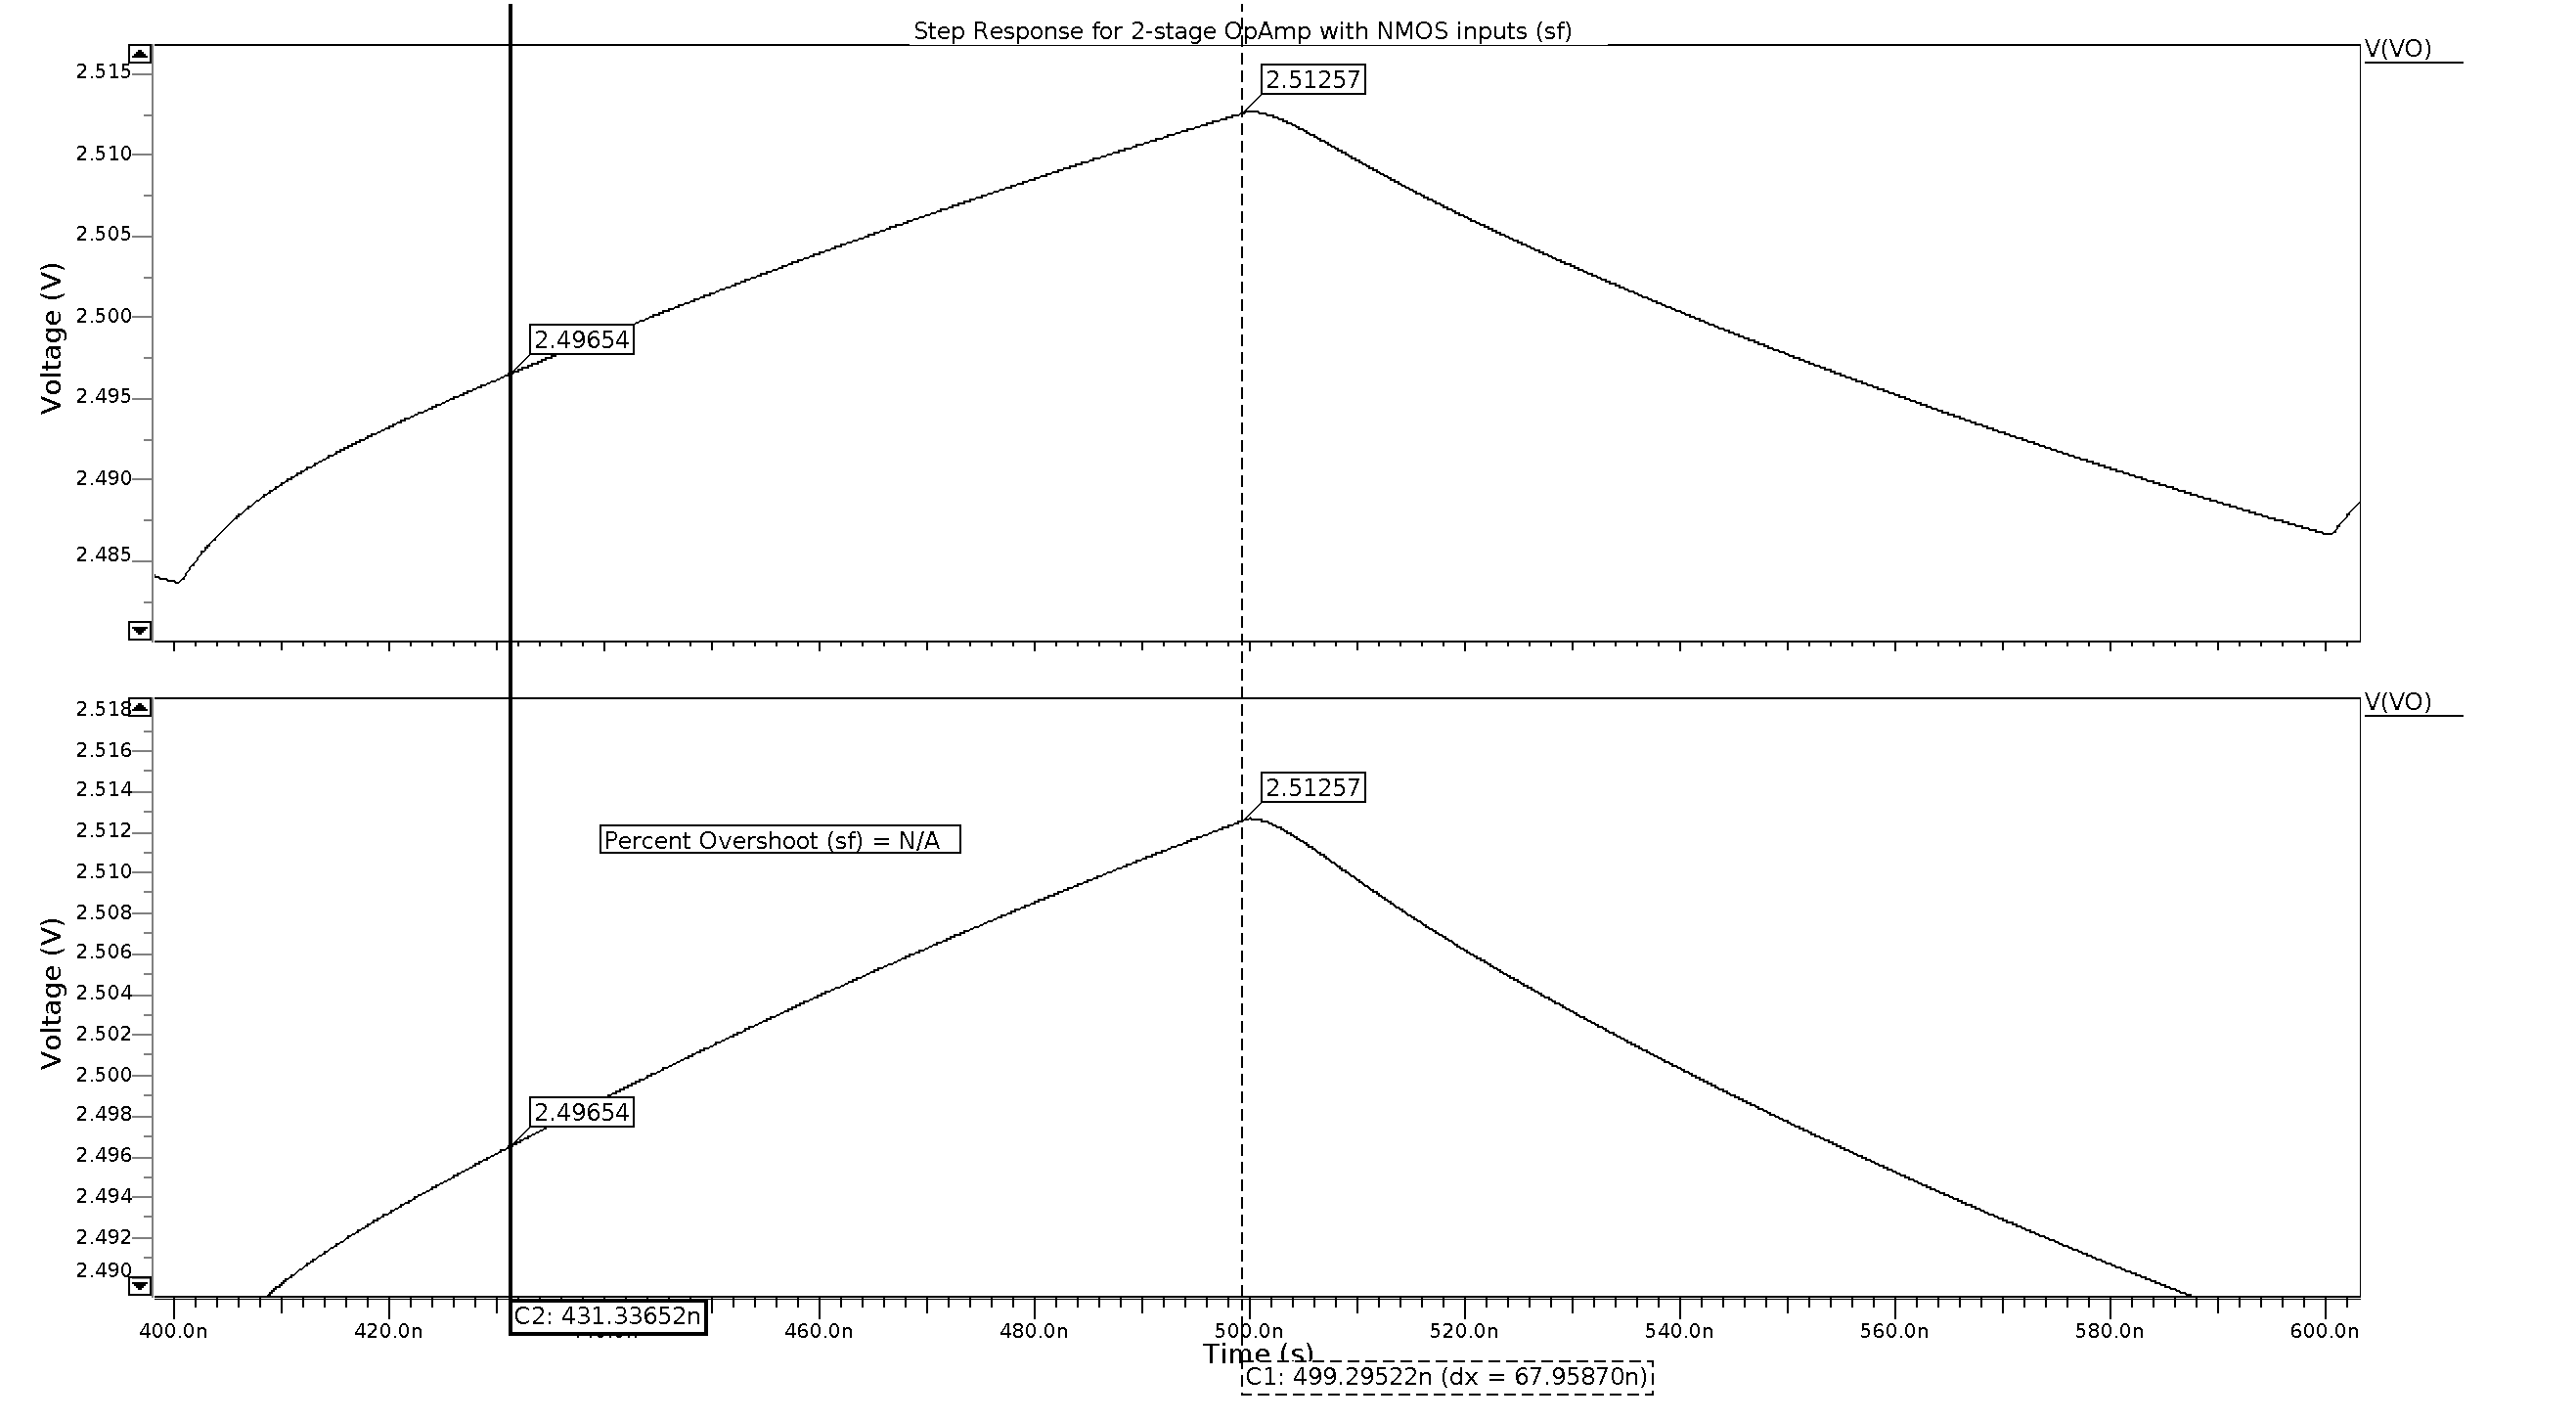 Step Response for 2-stage OpAmp with NMOS inputs (sf)
V(VO)
2.515
2.510
2.505
2.500
2.495
2.490
2.485
Voltage (V)
2.51257
2.49654
V(VO)
2.518
2.516
2.514
2.512
2.510
2.508
2.506
2.504
2.502
2.500
2.498
2.496
2.494
2.492
2.490
Voltage (V)
2.51257
Percent Overshoot (sf) = N/A
2.49654
C2: 431.33652n
400.0n 420.0n 460.0n 480.0n 500.0n 520.0n 540.0n 560.0n 580.0n 600.0n
Time (s)
C1: 499.29522n (dx = 67.95870n)